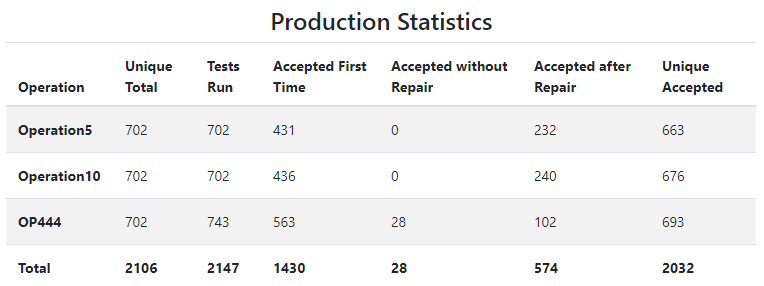 Production Statistics
Operation Unique Total Tests Run Accepted First Time Accepted without Repair Accepted after Repair Unique Accepted
Operation5 702 702 431 0 232 663
Operation10 702 702 436 0 240 676
OP444 702 743 563 28 102 693
Total 2106 2147 1430 28 574 2032